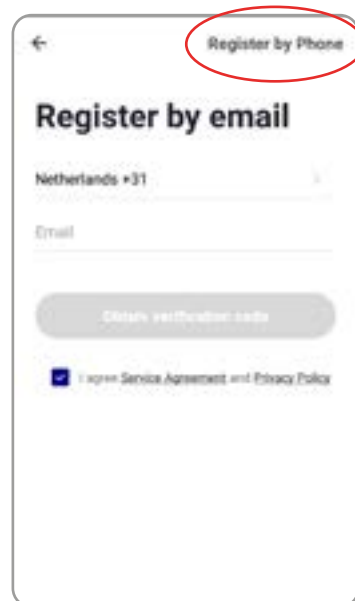 Register by Phone
Register by email
Netherlands +31
Email
Obtain verification code
I agree Service Agreement and Privacy Policy